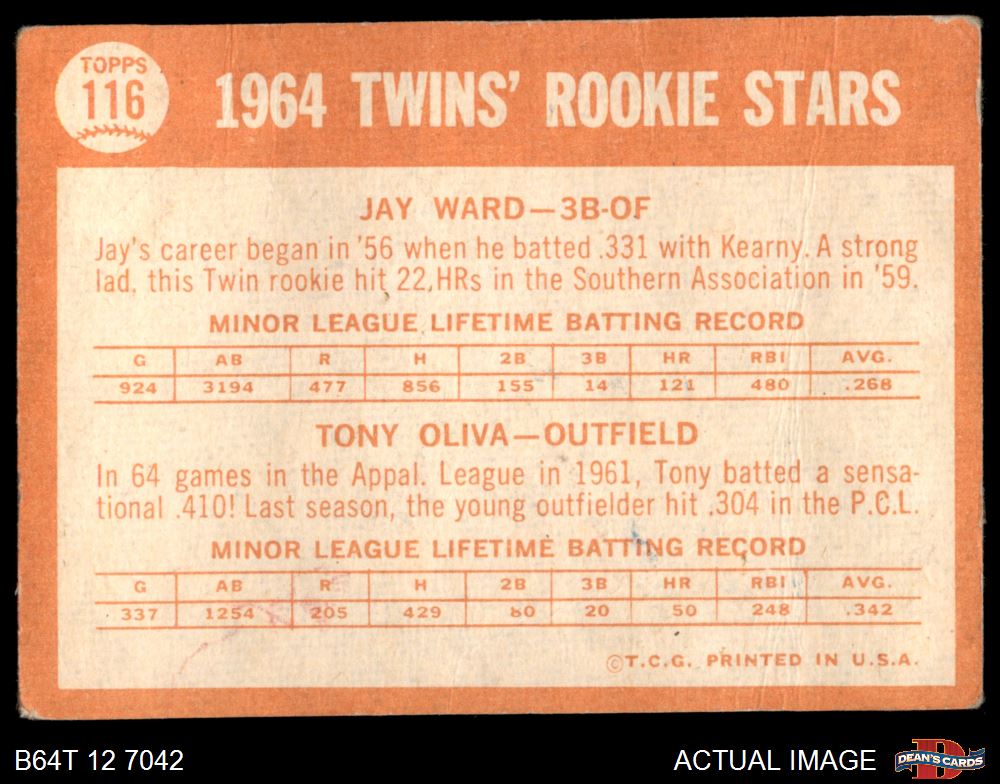 TOPPS
116
1964 TWINS' ROOKIE STARS
JAY WARD—3B-OF
Jay's career began in '56 when he batted .331 with Kearny. A strong
lad, this Twin rookie hit 22 HRs in the Southern Association in '59.
MINOR LEAGUE LIFETIME BATTING RECORD
G AB R H 2B 3B HR RBI AVG.
924 3194 477 856 155 14 121 480 .268
TONY OLIVA—OUTFIELD
In 64 games in the Appal. League in 1961, Tony batted a sensa-
tional .410! Last season, the young outfielder hit .304 in the P.C.L.
MINOR LEAGUE LIFETIME BATTING RECORD
G AB R H 2B 3B HR RBI AVG.
337 1254 205 429 80 20 50 248 .342
©T.C.G. PRINTED IN U.S.A.
B64T 12 7042
ACTUAL IMAGE
DEAN'S CARDS